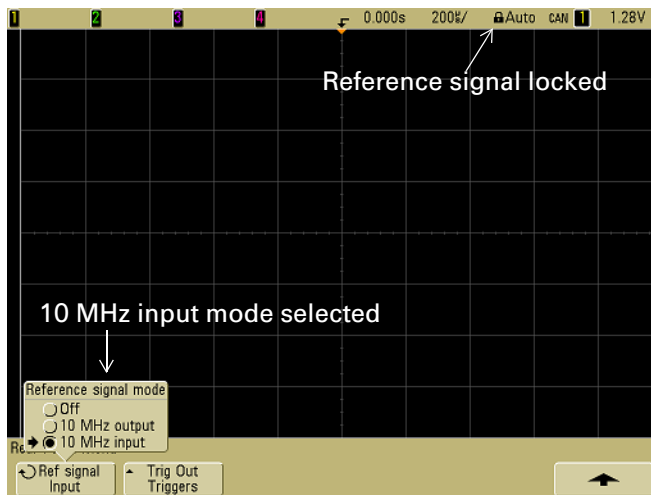 1 2 3 4 0.000s 200㎲/ Auto CAN 1 1.28V
Reference signal locked
10 MHz input mode selected
Reference signal mode
Off
10 MHz output
10 MHz input
Ref signal Input
Trig Out Triggers